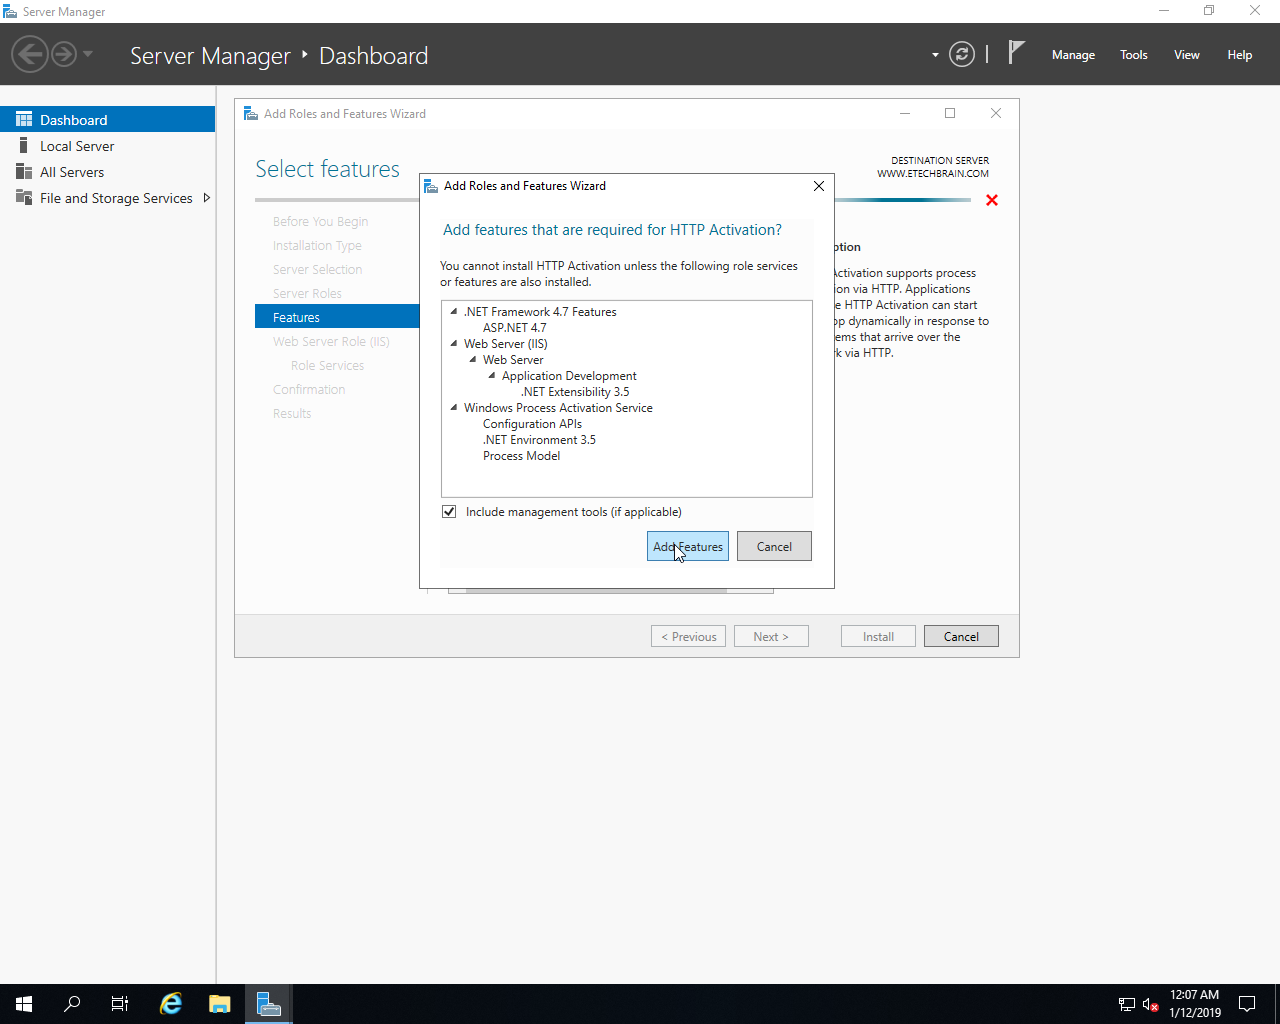 Server Manager
Server Manager ‣ Dashboard
Manage
Tools
View
Help
Dashboard
Local Server
All Servers
File and Storage Services
Add Roles and Features Wizard
Select features
DESTINATION SERVER
WWW.ETECHBRAIN.COM
Before You Begin
Installation Type
Server Selection
Server Roles
Features
Web Server Role (IIS)
Role Services
Confirmation
Results
Add Roles and Features Wizard
Add features that are required for HTTP Activation?
You cannot install HTTP Activation unless the following role services
or features are also installed.
.NET Framework 4.7 Features
ASP.NET 4.7
Web Server (IIS)
Web Server
Application Development
.NET Extensibility 3.5
Windows Process Activation Service
Configuration APIs
.NET Environment 3.5
Process Model
Include management tools (if applicable)
Add Features
Cancel
ption
Activation supports process
ion via HTTP. Applications
e HTTP Activation can start
op dynamically in response to
ems that arrive over the
k via HTTP.
< Previous
Next >
Install
Cancel
12:07 AM
1/12/2019